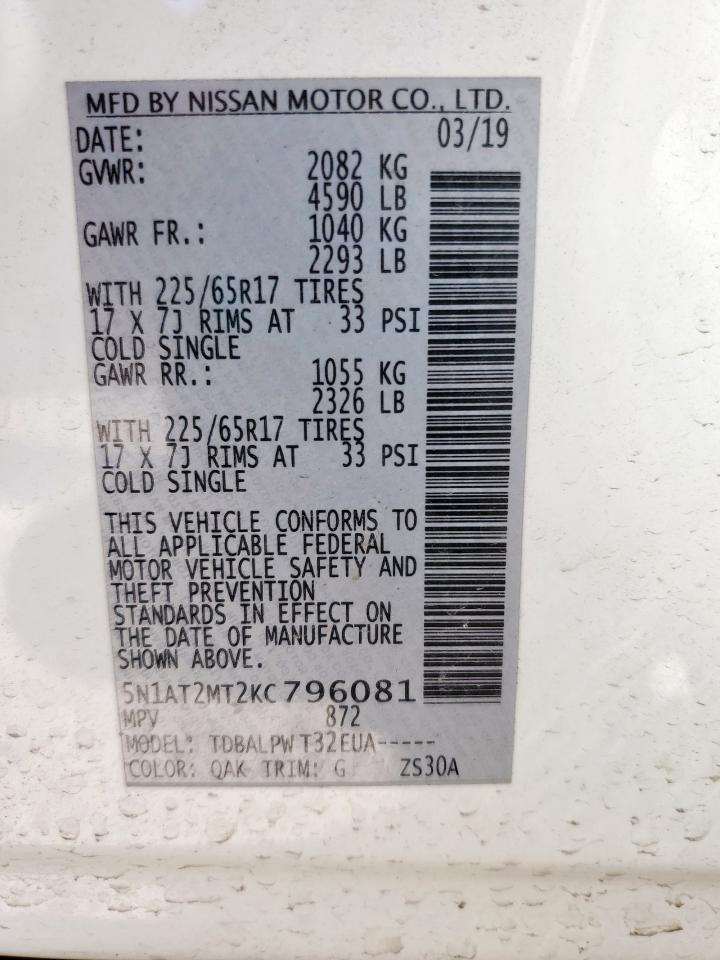 MFD BY NISSAN MOTOR CO., LTD.
DATE: 03/19
GVWR: 2082 KG
4590 LB
GAWR FR.: 1040 KG
2293 LB
WITH 225/65R17 TIRES
17 X 7J RIMS AT 33 PSI
COLD SINGLE
GAWR RR.: 1055 KG
2326 LB
WITH 225/65R17 TIRES
17 X 7J RIMS AT 33 PSI
COLD SINGLE
THIS VEHICLE CONFORMS TO
ALL APPLICABLE FEDERAL
MOTOR VEHICLE SAFETY AND
THEFT PREVENTION
STANDARDS IN EFFECT ON
THE DATE OF MANUFACTURE
SHOWN ABOVE.
5N1AT2MT2KC796081
MPV 872
MODEL: TDBALPWT32EUA-----
COLOR: QAK TRIM: G ZS30A